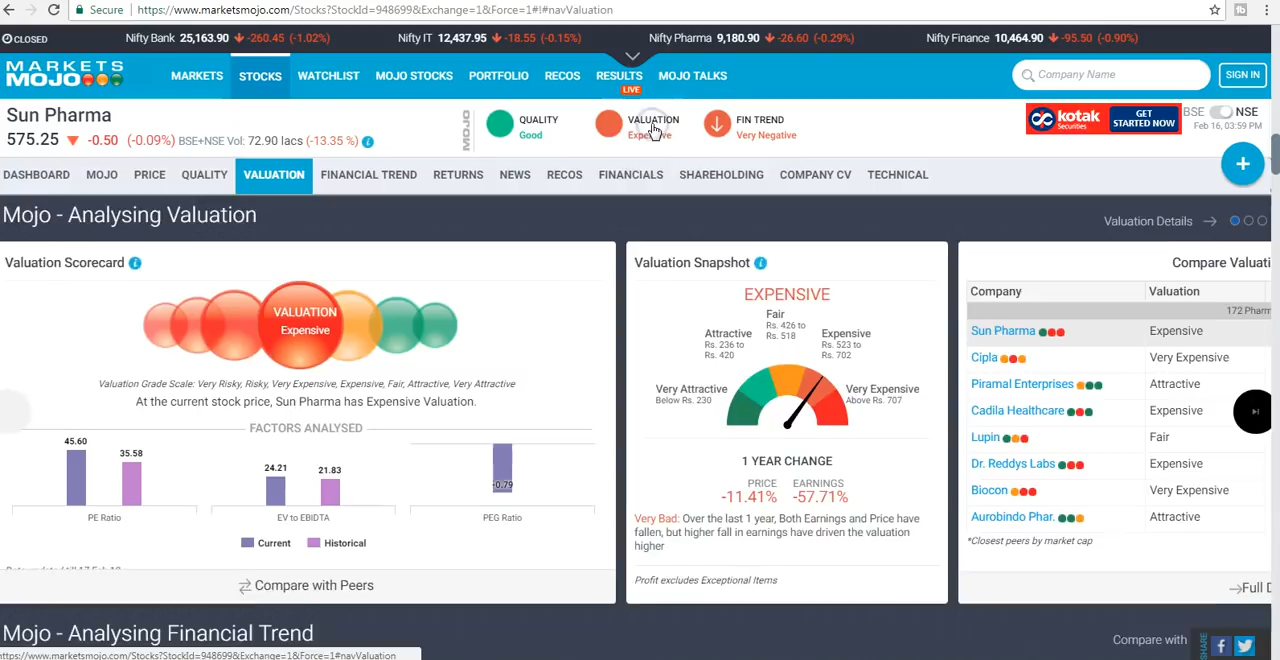 Secure https://www.marketsmojo.com/Stocks?StockId=948699&Exchange=1&Force=1#!#navValuation
CLOSED Nifty Bank 25,163.90 -260.45 (-1.02%) Nifty IT 12,437.95 -18.55 (-0.15%) Nifty Pharma 9,180.90 -26.60 (-0.29%) Nifty Finance 10,464.90 -95.50 (-0.90%)
MARKETS MOJO
MARKETS STOCKS WATCHLIST MOJO STOCKS PORTFOLIO RECOS RESULTS LIVE MOJO TALKS Company Name SIGN IN
Sun Pharma
575.25 -0.50 (-0.09%) BSE+NSE Vol: 72.90 lacs (-13.35 %)
MOJO
QUALITY
Good
VALUATION
Expensive
FIN TREND
Very Negative
kotak Securities GET STARTED NOW
BSE NSE
Feb 16, 03:59 PM
+
DASHBOARD MOJO PRICE QUALITY VALUATION FINANCIAL TREND RETURNS NEWS RECOS FINANCIALS SHAREHOLDING COMPANY CV TECHNICAL
Mojo - Analysing Valuation
Valuation Details
Valuation Scorecard
VALUATION
Expensive
Valuation Grade Scale: Very Risky, Risky, Very Expensive, Expensive, Fair, Attractive, Very Attractive
At the current stock price, Sun Pharma has Expensive Valuation.
FACTORS ANALYSED
45.60 35.58 24.21 21.83 -0.79
PE Ratio EV to EBIDTA PEG Ratio
Current Historical
Compare with Peers
Valuation Snapshot
EXPENSIVE
Fair
Rs. 426 to
Rs. 518
Attractive
Rs. 236 to
Rs. 420
Expensive
Rs. 523 to
Rs. 702
Very Attractive
Below Rs. 230
Very Expensive
Above Rs. 707
1 YEAR CHANGE
PRICE EARNINGS
-11.41% -57.71%
Very Bad: Over the last 1 year, Both Earnings and Price have
fallen, but higher fall in earnings have driven the valuation
higher
Profit excludes Exceptional Items
Compare Valuati
Company Valuation
172 Pharm
Sun Pharma Expensive
Cipla Very Expensive
Piramal Enterprises Attractive
Cadila Healthcare Expensive
Lupin Fair
Dr. Reddys Labs Expensive
Biocon Very Expensive
Aurobindo Phar. Attractive
*Closest peers by market cap
Full D
Mojo - Analysing Financial Trend
Compare with
SHARE
https://www.marketsmojo.com/Stocks?StockId=948699&Exchange=1&Force=1#navValuation